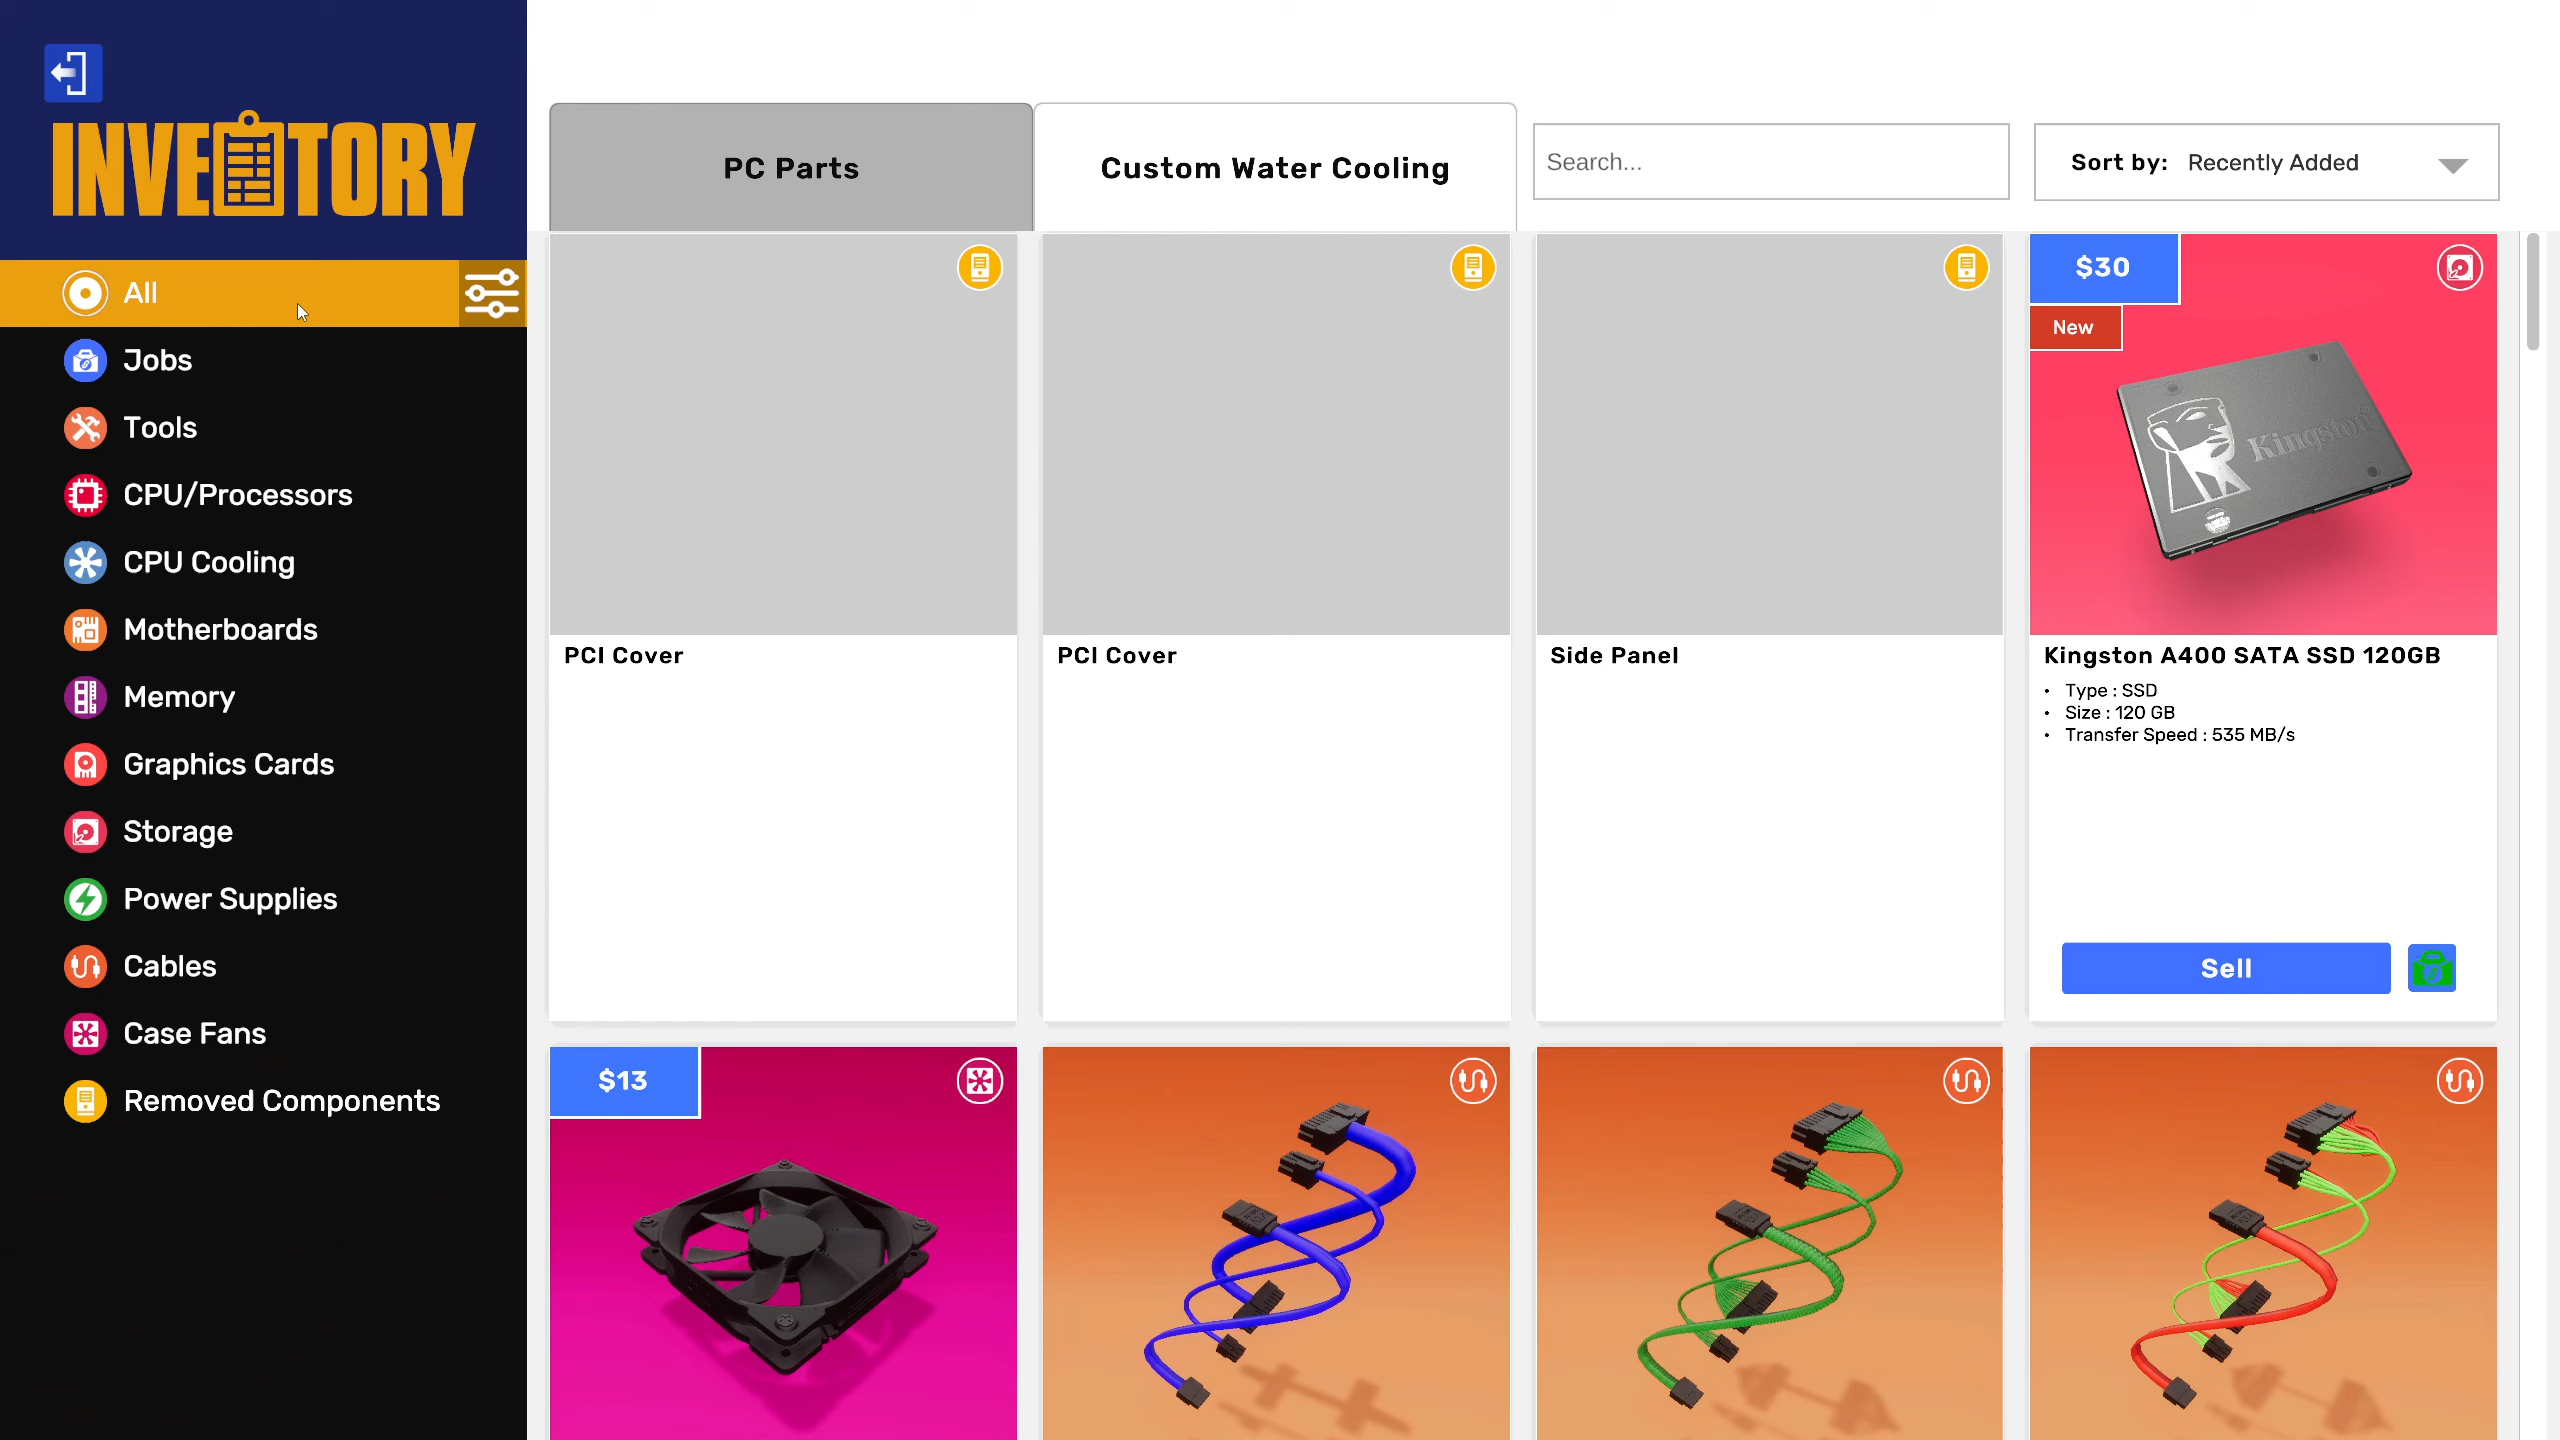 INVENTORY
All
Jobs
Tools
CPU/Processors
CPU Cooling
Motherboards
Memory
Graphics Cards
Storage
Power Supplies
Cables
Case Fans
Removed Components
PC Parts
Custom Water Cooling
Search...
Sort by: Recently Added
PCI Cover
PCI Cover
Side Panel
$30
New
Kingston
Kingston A400 SATA SSD 120GB
• Type : SSD
• Size : 120 GB
• Transfer Speed : 535 MB/s
Sell
$13